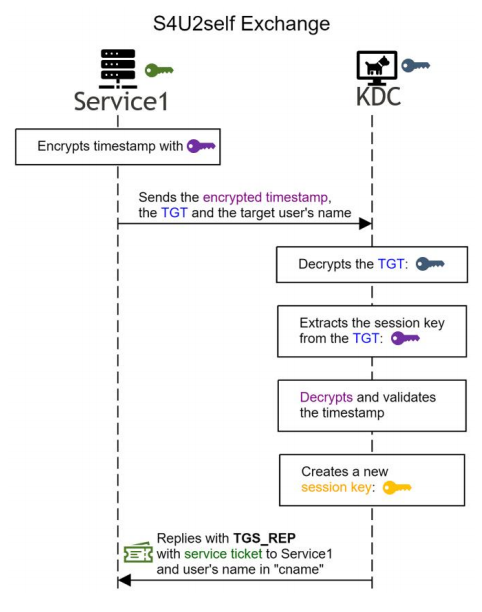 S4U2self Exchange
Service1
KDC
Encrypts timestamp with
Sends the encrypted timestamp,
the TGT and the target user's name
Decrypts the TGT:
Extracts the session key
from the TGT:
Decrypts and validates
the timestamp
Creates a new
session key:
Replies with TGS_REP
with service ticket to Service1
and user's name in "cname"